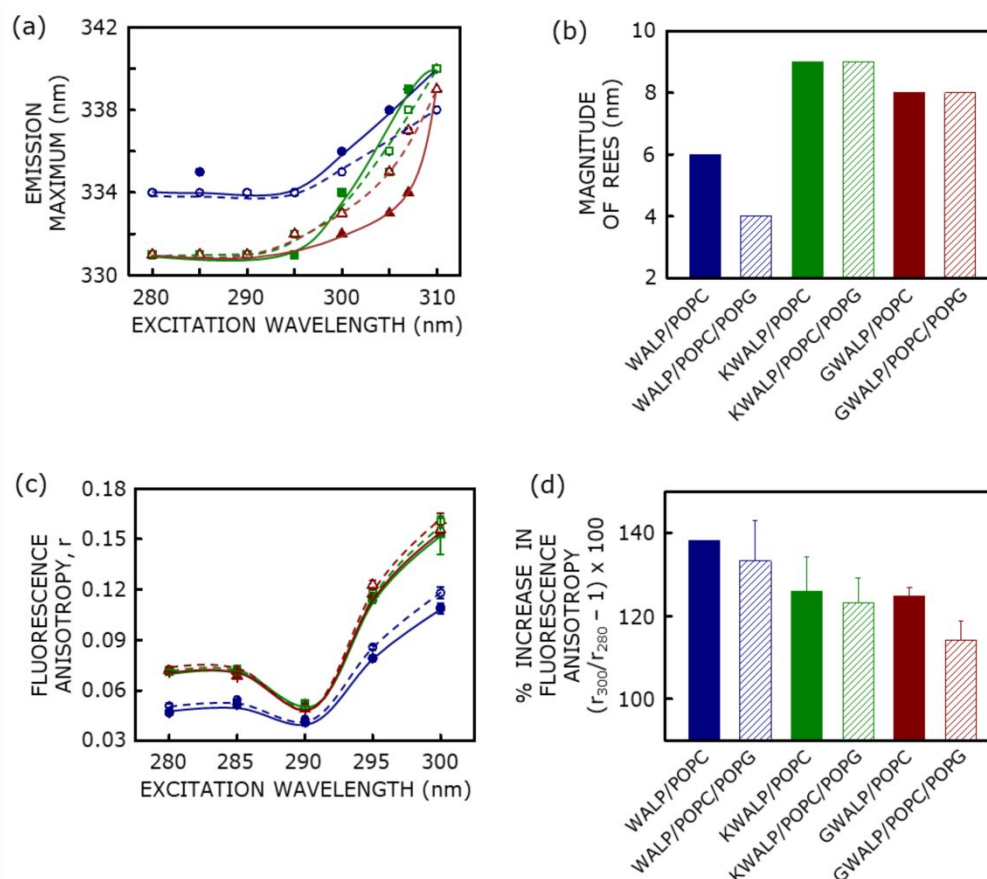 (a)
342
339
336
333
330
EMISSION
MAXIMUM (nm)
280
290
300
310
EXCITATION WAVELENGTH (nm)
(b)
10
8
6
4
2
MAGNITUDE
OF REES (nm)
WALP/POPC
WALP/POPC/POPG
KWALP/POPC
KWALP/POPC/POPG
GWALP/POPC
GWALP/POPC/POPG
(c)
0.18
0.15
0.12
0.09
0.06
0.03
FLUORESCENCE
ANISOTROPY, r
280
285
290
295
300
EXCITATION WAVELENGTH (nm)
(d)
140
120
100
% INCREASE IN
FLUORESCENCE
ANISOTROPY
(r300/r280 − 1) x 100
WALP/POPC
WALP/POPC/POPG
KWALP/POPC
KWALP/POPC/POPG
GWALP/POPC
GWALP/POPC/POPG